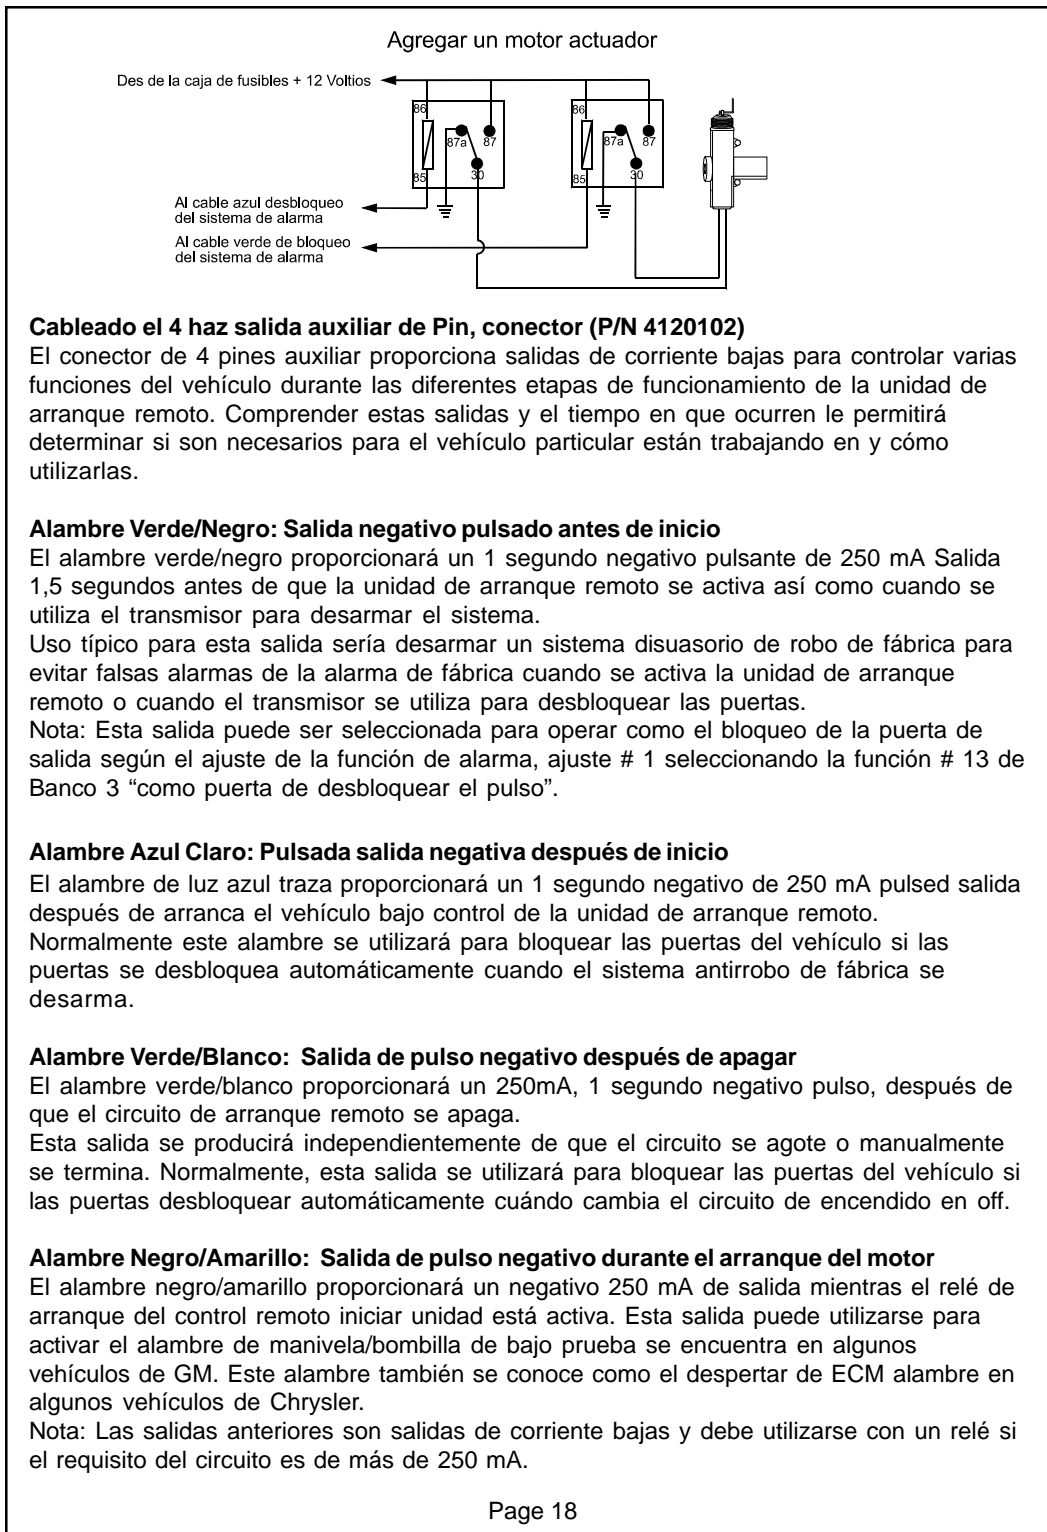 Agregar un motor actuador
Des de la caja de fusibles + 12 Voltios
86
87a
87
85
30
86
87a
87
85
30
Al cable azul desbloqueo
del sistema de alarma
Al cable verde de bloqueo
del sistema de alarma
Cableado el 4 haz salida auxiliar de Pin, conector (P/N 4120102)
El conector de 4 pines auxiliar proporciona salidas de corriente bajas para controlar varias
funciones del vehículo durante las diferentes etapas de funcionamiento de la unidad de
arranque remoto. Comprender estas salidas y el tiempo en que ocurren le permitirá
determinar si son necesarios para el vehículo particular están trabajando en y cómo
utilizarlas.
Alambre Verde/Negro: Salida negativo pulsado antes de inicio
El alambre verde/negro proporcionará un 1 segundo negativo pulsante de 250 mA Salida
1,5 segundos antes de que la unidad de arranque remoto se activa así como cuando se
utiliza el transmisor para desarmar el sistema.
Uso típico para esta salida sería desarmar un sistema disuasorio de robo de fábrica para
evitar falsas alarmas de la alarma de fábrica cuando se activa la unidad de arranque
remoto o cuando el transmisor se utiliza para desbloquear las puertas.
Nota: Esta salida puede ser seleccionada para operar como el bloqueo de la puerta de
salida según el ajuste de la función de alarma, ajuste # 1 seleccionando la función # 13 de
Banco 3 “como puerta de desbloquear el pulso”.
Alambre Azul Claro: Pulsada salida negativa después de inicio
El alambre de luz azul traza proporcionará un 1 segundo negativo de 250 mA pulsed salida
después de arranca el vehículo bajo control de la unidad de arranque remoto.
Normalmente este alambre se utilizará para bloquear las puertas del vehículo si las
puertas se desbloquea automáticamente cuando el sistema antirrobo de fábrica se
desarma.
Alambre Verde/Blanco: Salida de pulso negativo después de apagar
El alambre verde/blanco proporcionará un 250mA, 1 segundo negativo pulso, después de
que el circuito de arranque remoto se apaga.
Esta salida se producirá independientemente de que el circuito se agote o manualmente
se termina. Normalmente, esta salida se utilizará para bloquear las puertas del vehículo si
las puertas desbloquear automáticamente cuándo cambia el circuito de encendido en off.
Alambre Negro/Amarillo: Salida de pulso negativo durante el arranque del motor
El alambre negro/amarillo proporcionará un negativo 250 mA de salida mientras el relé de
arranque del control remoto iniciar unidad está activa. Esta salida puede utilizarse para
activar el alambre de manivela/bombilla de bajo prueba se encuentra en algunos
vehículos de GM. Este alambre también se conoce como el despertar de ECM alambre en
algunos vehículos de Chrysler.
Nota: Las salidas anteriores son salidas de corriente bajas y debe utilizarse con un relé si
el requisito del circuito es de más de 250 mA.
Page 18